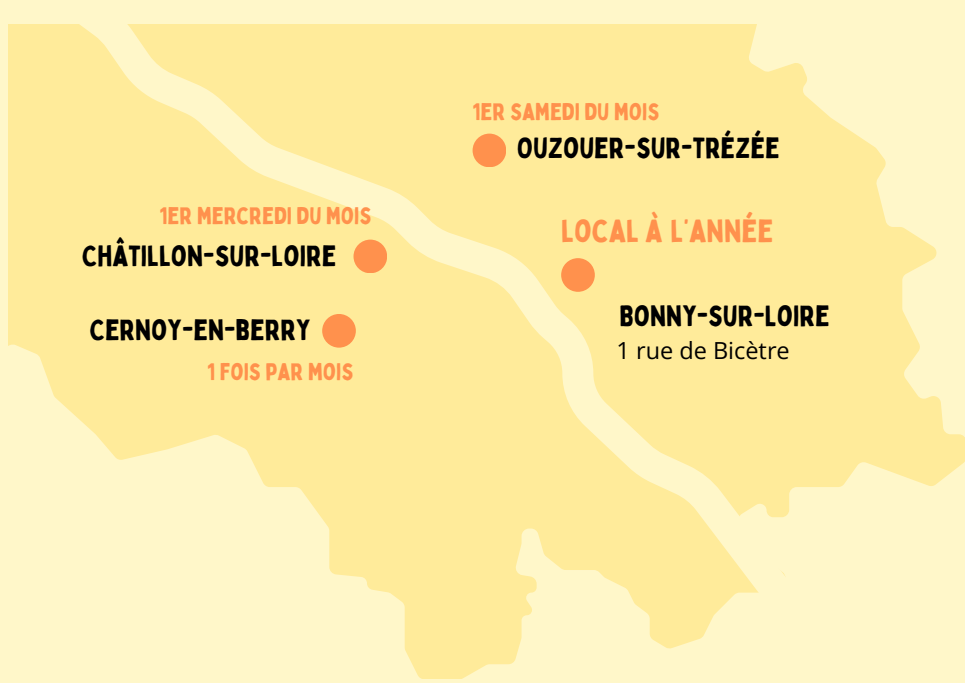 1ER SAMEDI DU MOIS
OUZOUER-SUR-TRÉZÉE
1ER MERCREDI DU MOIS
CHÂTILLON-SUR-LOIRE
LOCAL À L'ANNÉE
CERNOY-EN-BERRY
1 FOIS PAR MOIS
BONNY-SUR-LOIRE
1 rue de Bicètre